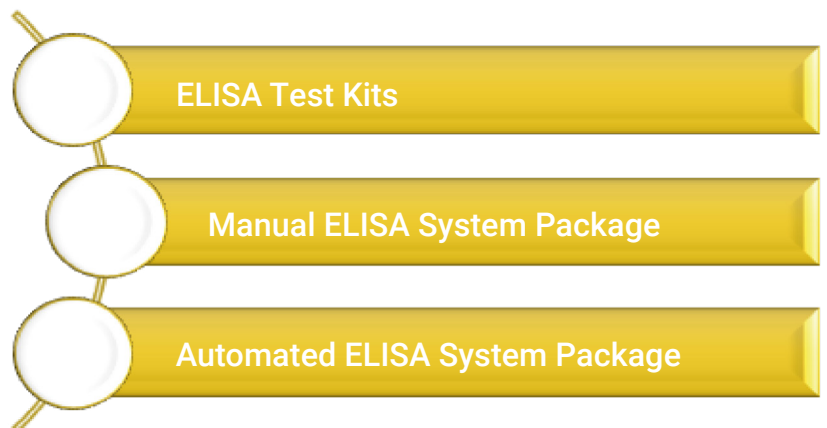 ELISA Test Kits
Manual ELISA System Package
Automated ELISA System Package